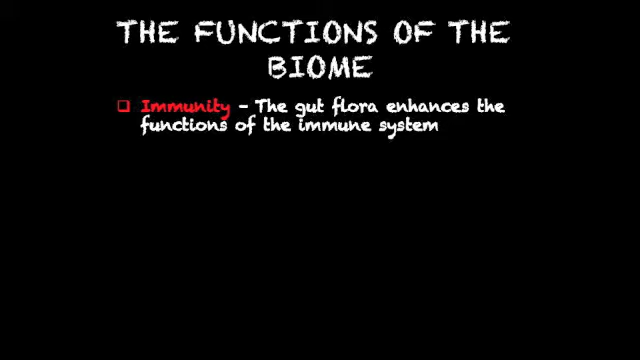 THE FUNCTIONS OF THE
BIOME
❑ Immunity – The gut flora enhances the
functions of the immune system